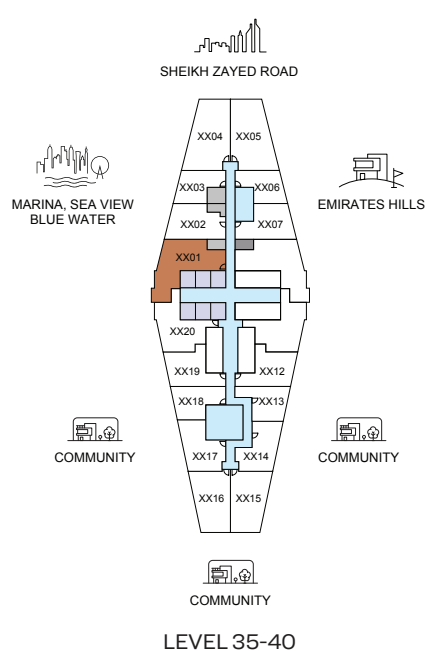 SHEIKH ZAYED ROAD
XX04 XX05
MARINA, SEA VIEW
BLUE WATER
EMIRATES HILLS
XX03 XX06
XX02 XX07
XX01
XX20
XX19 XX12
XX18 XX13
COMMUNITY
COMMUNITY
XX17 XX14
XX16 XX15
COMMUNITY
LEVEL 35-40